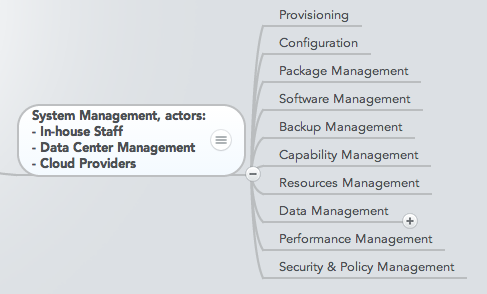 System Management, actors:
- In-house Staff
- Data Center Management
- Cloud Providers
Provisioning
Configuration
Package Management
Software Management
Backup Management
Capability Management
Resources Management
Data Management
Performance Management
Security & Policy Management